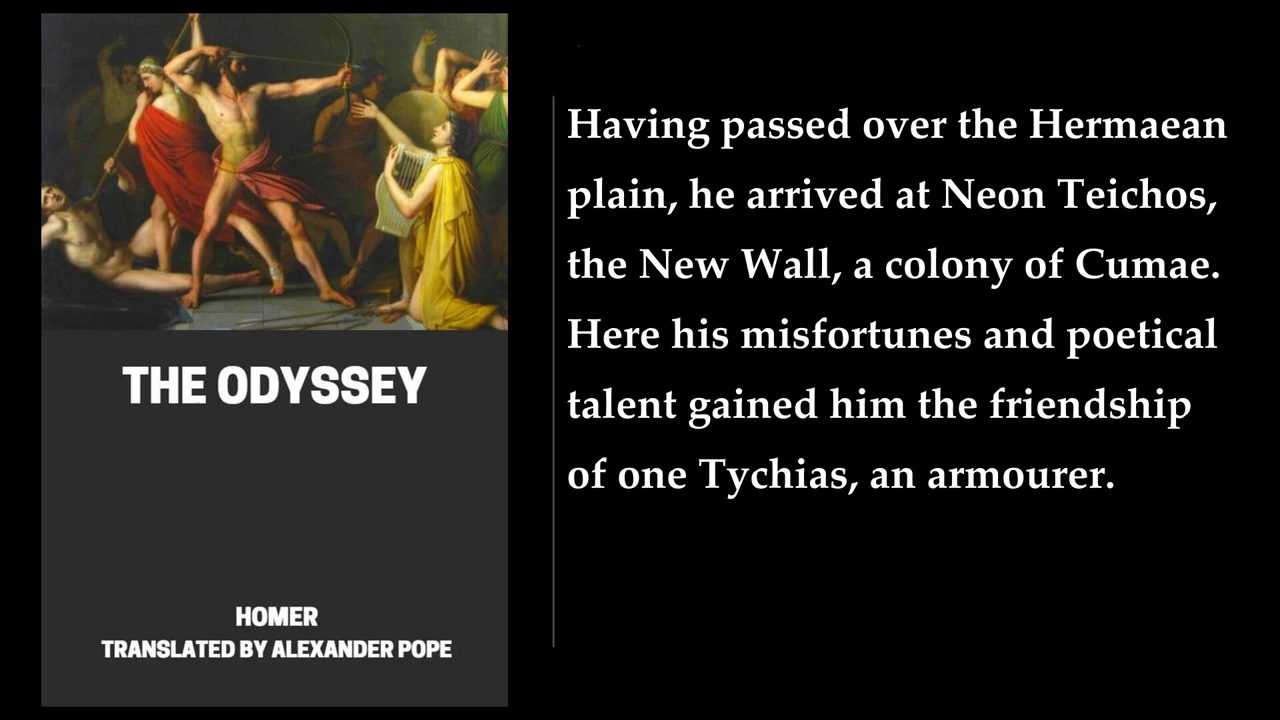 THE ODYSSEY
HOMER
TRANSLATED BY ALEXANDER POPE
Having passed over the Hermaean
plain, he arrived at Neon Teichos,
the New Wall, a colony of Cumae.
Here his misfortunes and poetical
talent gained him the friendship
of one Tychias, an armourer.